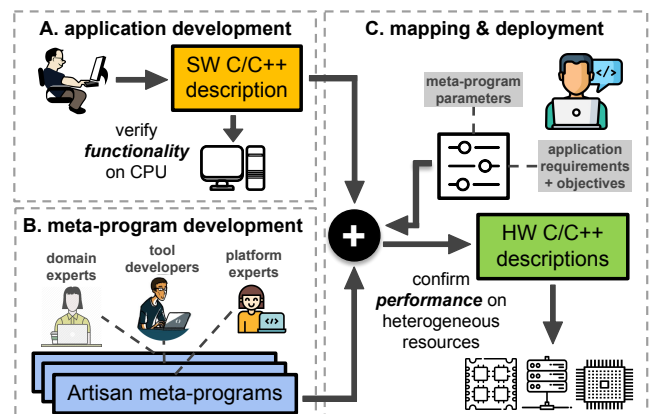 A. application development
SW C/C++
description
verify
functionality
on CPU
B. meta-program development
domain
experts
tool
developers
platform
experts
Artisan meta-programs
C. mapping & deployment
meta-program
parameters
</>
application
requirements
+ objectives
+
HW C/C++
descriptions
confirm
performance on
heterogeneous
resources